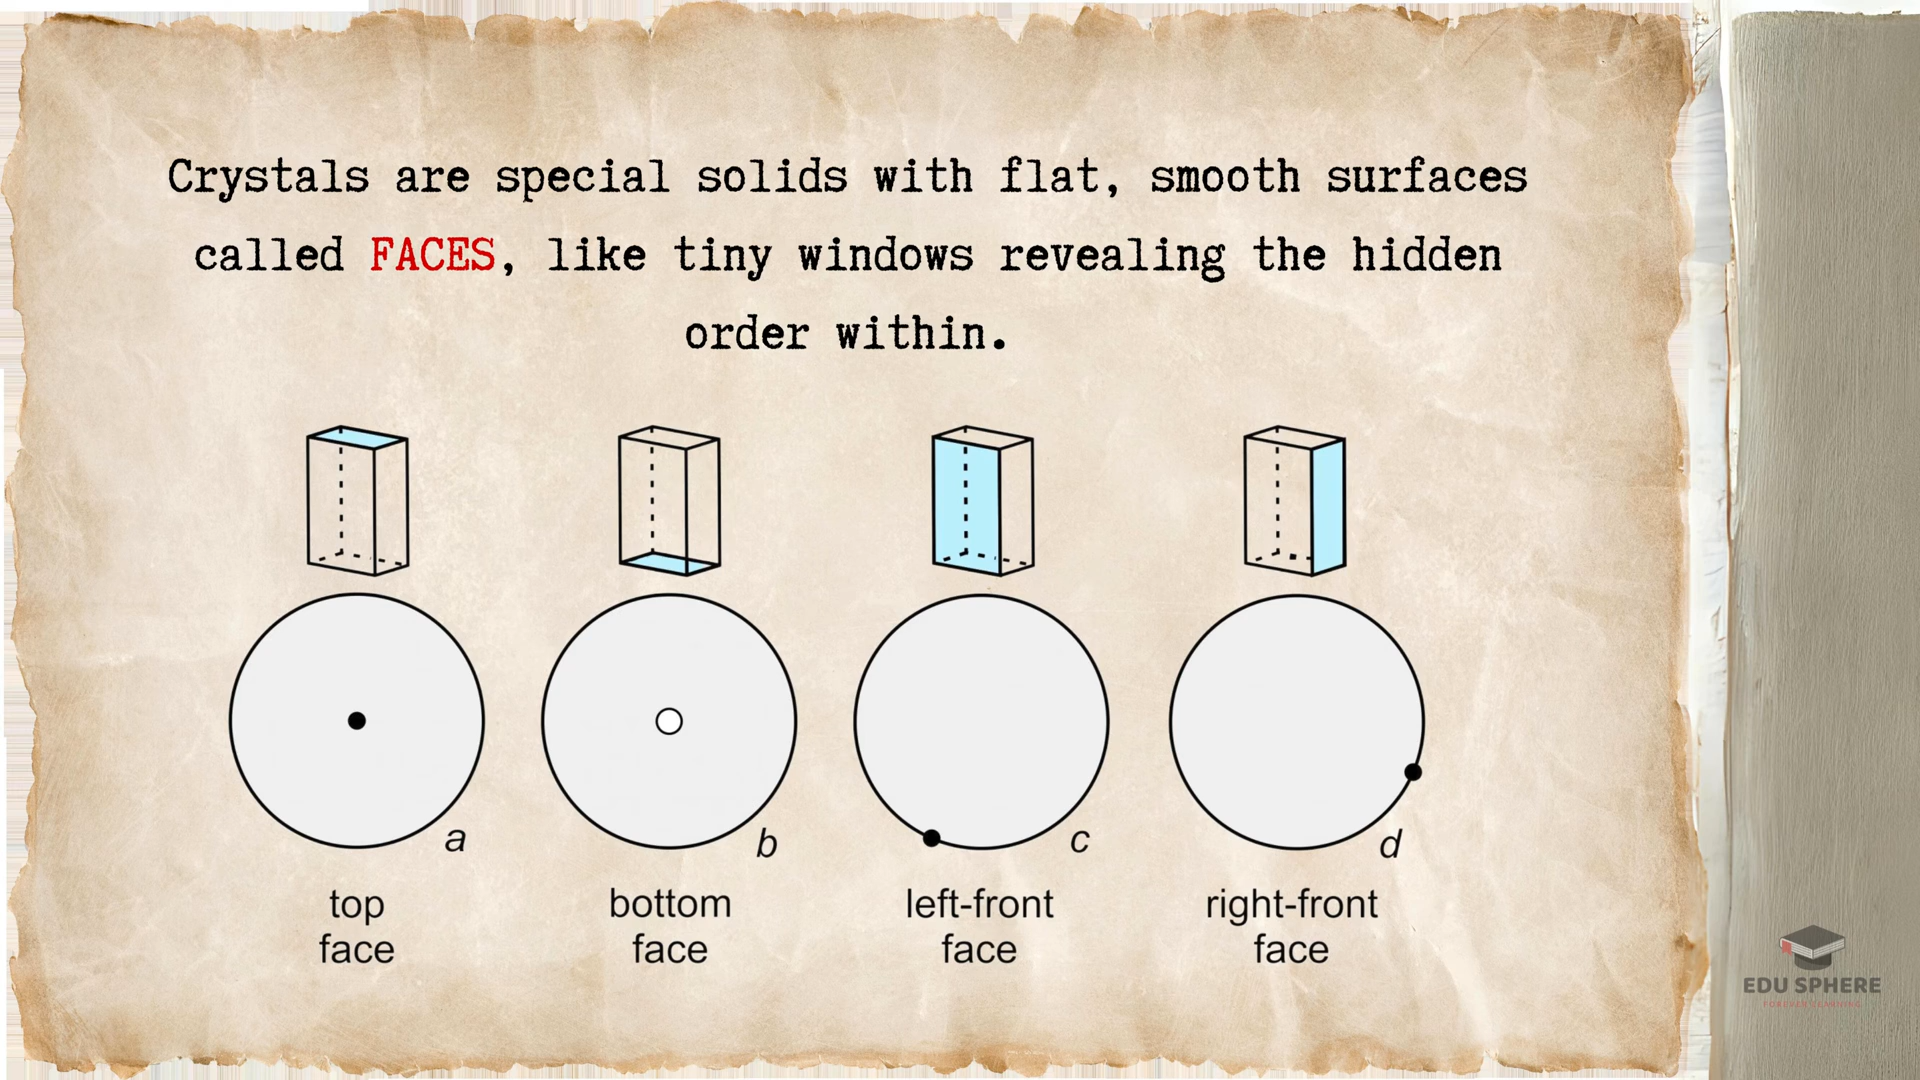 Crystals are special solids with flat, smooth surfaces
called FACES, like tiny windows revealing the hidden
order within.
a
b
c
d
top
face
bottom
face
left-front
face
right-front
face
EDU SPHERE